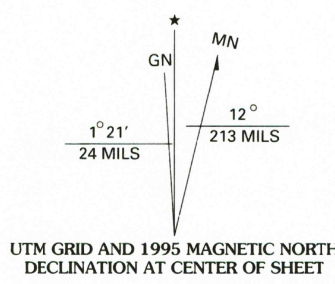 ★
GN
MN
1° 21′
24 MILS
12°
213 MILS
UTM GRID AND 1995 MAGNETIC NORTH
DECLINATION AT CENTER OF SHEET